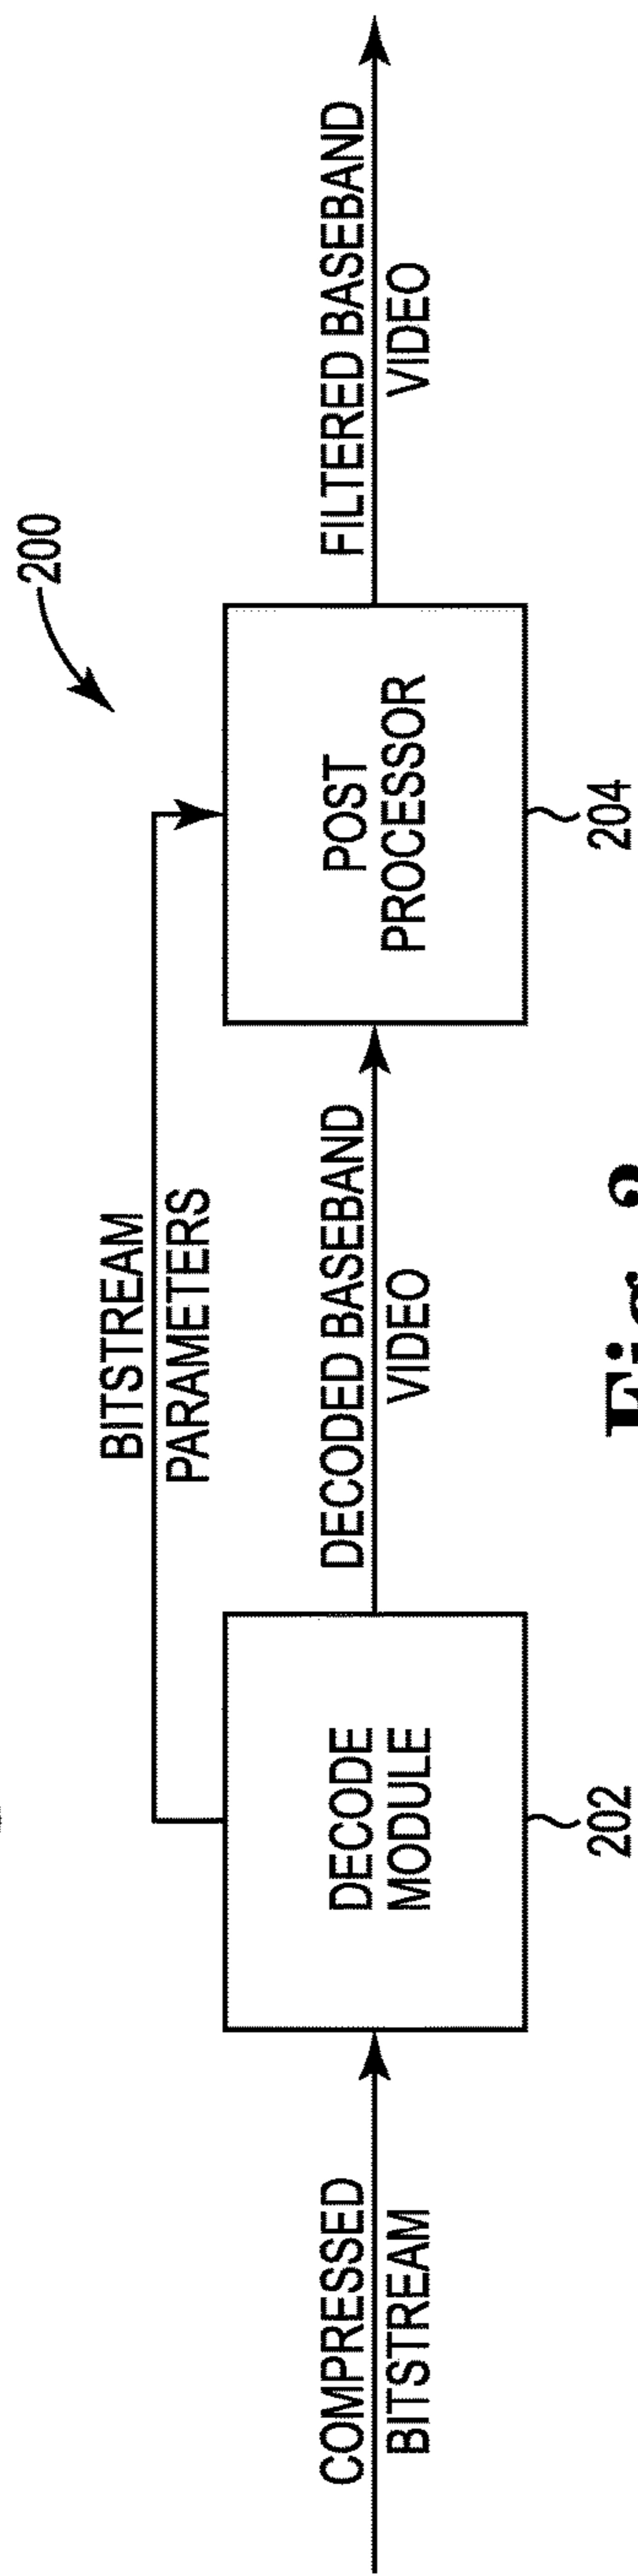 200
BITSTREAM
PARAMETERS
COMPRESSED
BITSTREAM
DECODE
MODULE
DECODED BASEBAND
VIDEO
POST
PROCESSOR
FILTERED BASEBAND
VIDEO
202
204